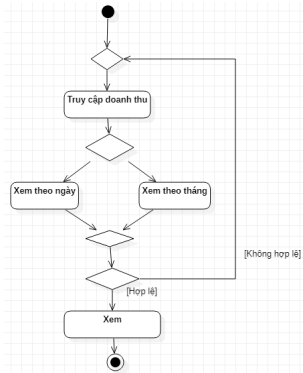 Truy cập doanh thu
Xem theo ngày
Xem theo tháng
[Không hợp lệ]
[Hợp lệ]
Xem